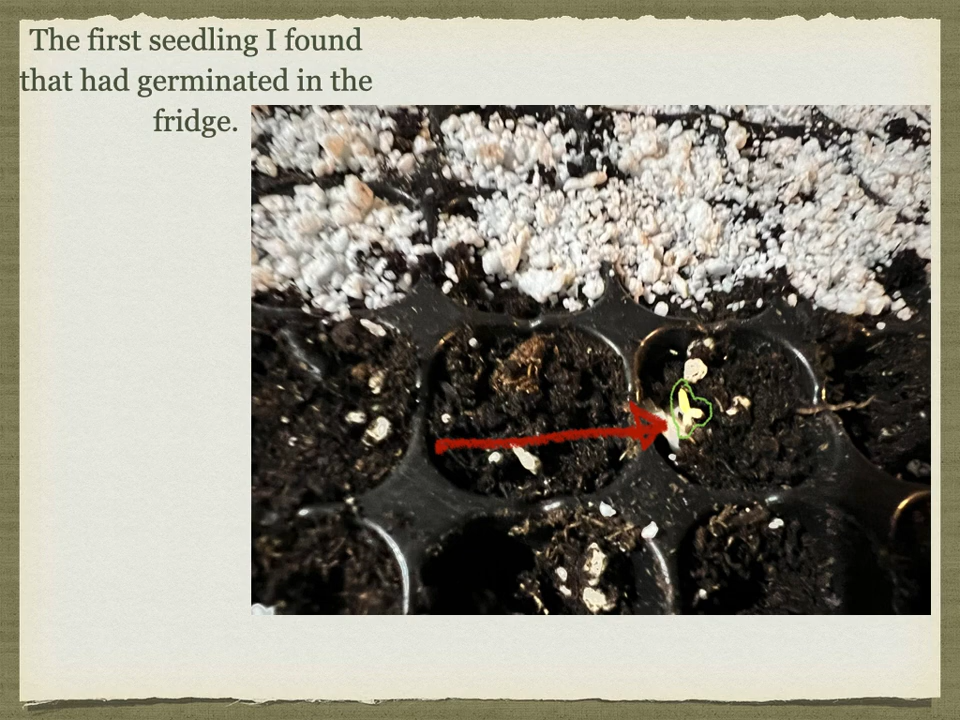 The first seedling I found
that had germinated in the
fridge.